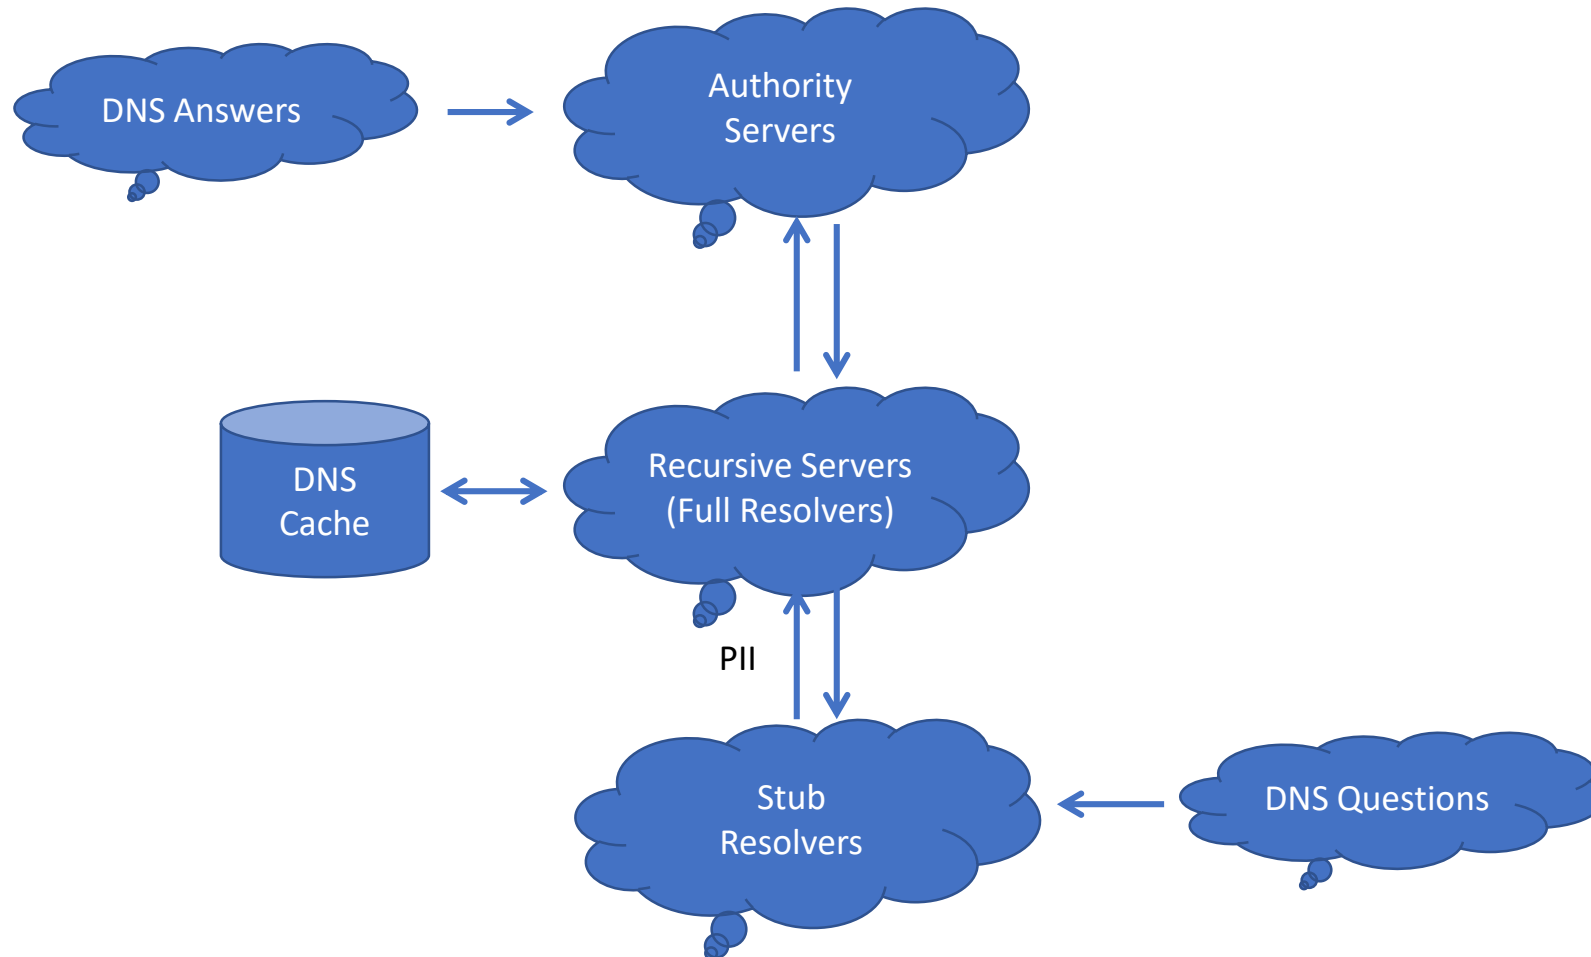 DNS Answers
Authority
Servers
DNS
Cache
Recursive Servers
(Full Resolvers)
PII
Stub
Resolvers
DNS Questions